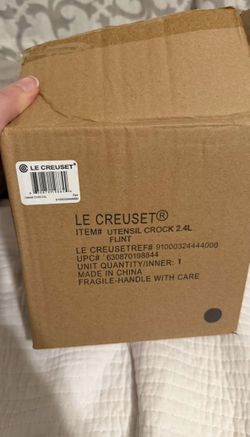 LE CREUSET
LE CREUSET®
ITEM# UTENSIL CROCK 2.4L
FLINT
LE CREUSETREF# 91000324444000
UPC# 630870198844
UNIT QUANTITY/INNER: 1
MADE IN CHINA
FRAGILE-HANDLE WITH CARE